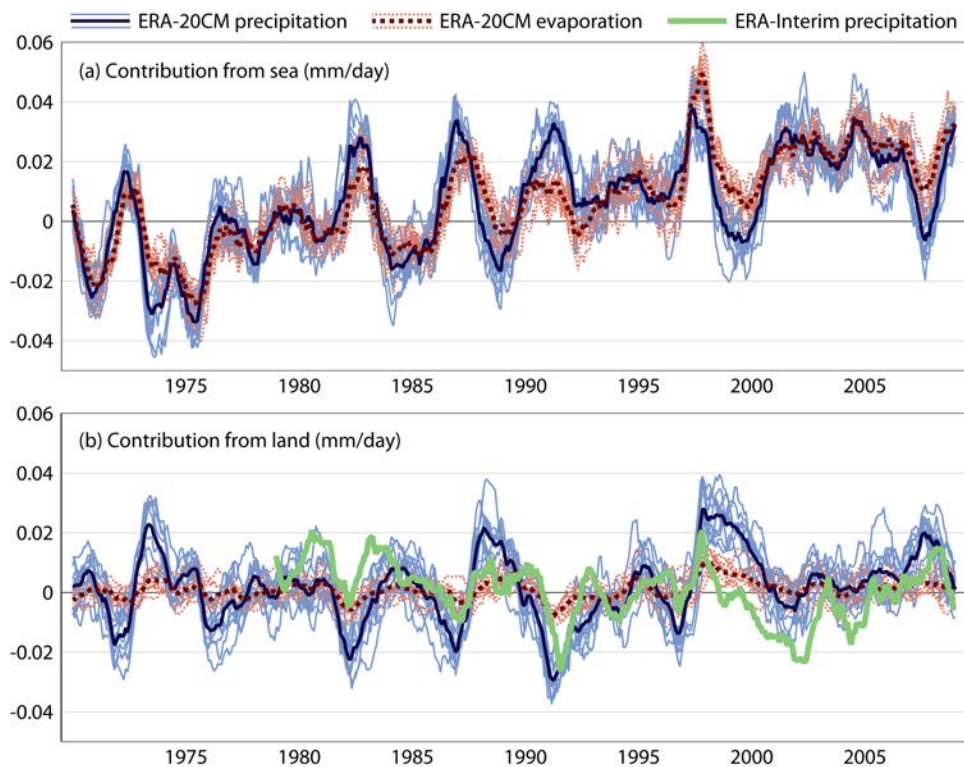 ERA-20CM precipitation ERA-20CM evaporation ERA-Interim precipitation
0.06
(a) Contribution from sea (mm/day)
0.04
0.02
0
-0.02
-0.04
1975 1980 1985 1990 1995 2000 2005
0.06
(b) Contribution from land (mm/day)
0.04
0.02
0
-0.02
-0.04
1975 1980 1985 1990 1995 2000 2005